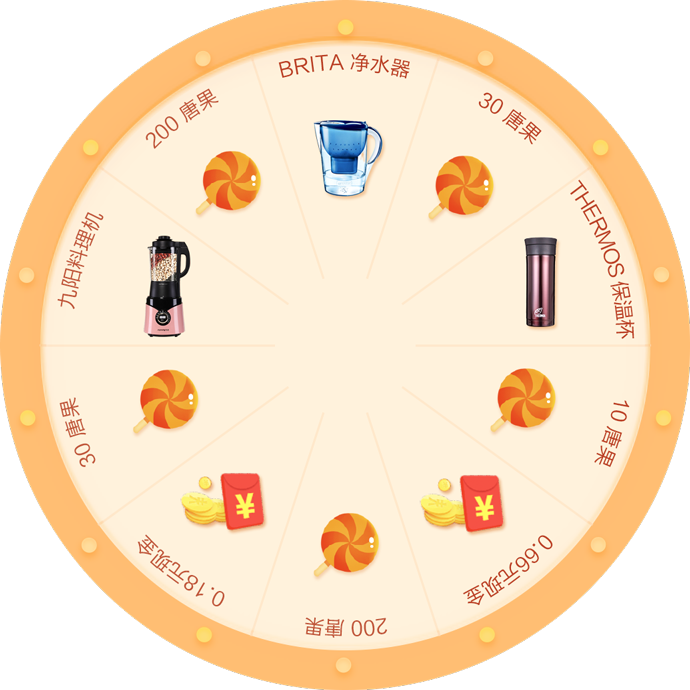 BRITA 净水器
30 唐果
THERMOS 保温杯
10 唐果
0.66元现金
200 唐果
0.18元现金
30 唐果
九阳料理机
200 唐果
¥
¥